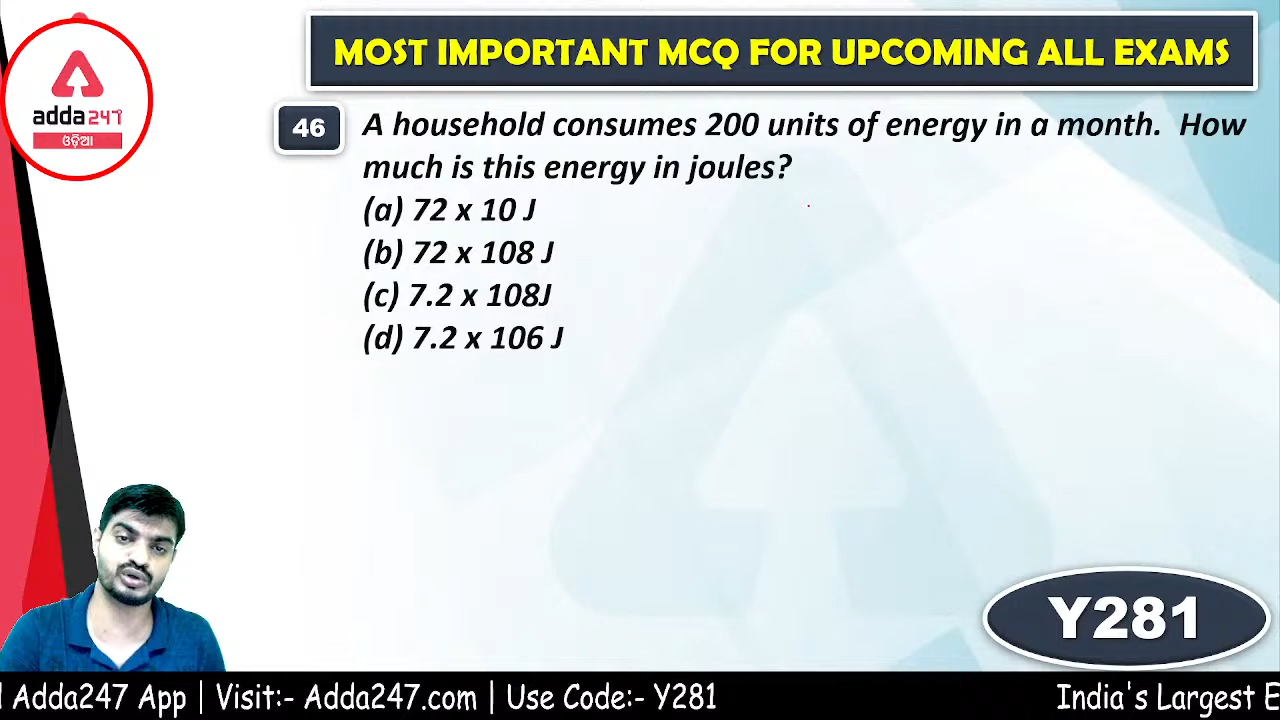 MOST IMPORTANT MCQ FOR UPCOMING ALL EXAMS
adda247
ଓଡ଼ିଆ
46
A household consumes 200 units of energy in a month. How
much is this energy in joules?
(a) 72 x 10 J
(b) 72 x 108 J
(c) 7.2 x 108J
(d) 7.2 x 106 J
Y281
Adda247 App | Visit:- Adda247.com | Use Code:- Y281
India's Largest E